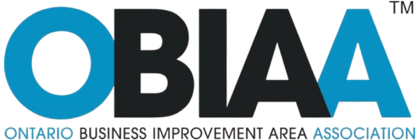 OBIAA™
ONTARIO BUSINESS IMPROVEMENT AREA ASSOCIATION